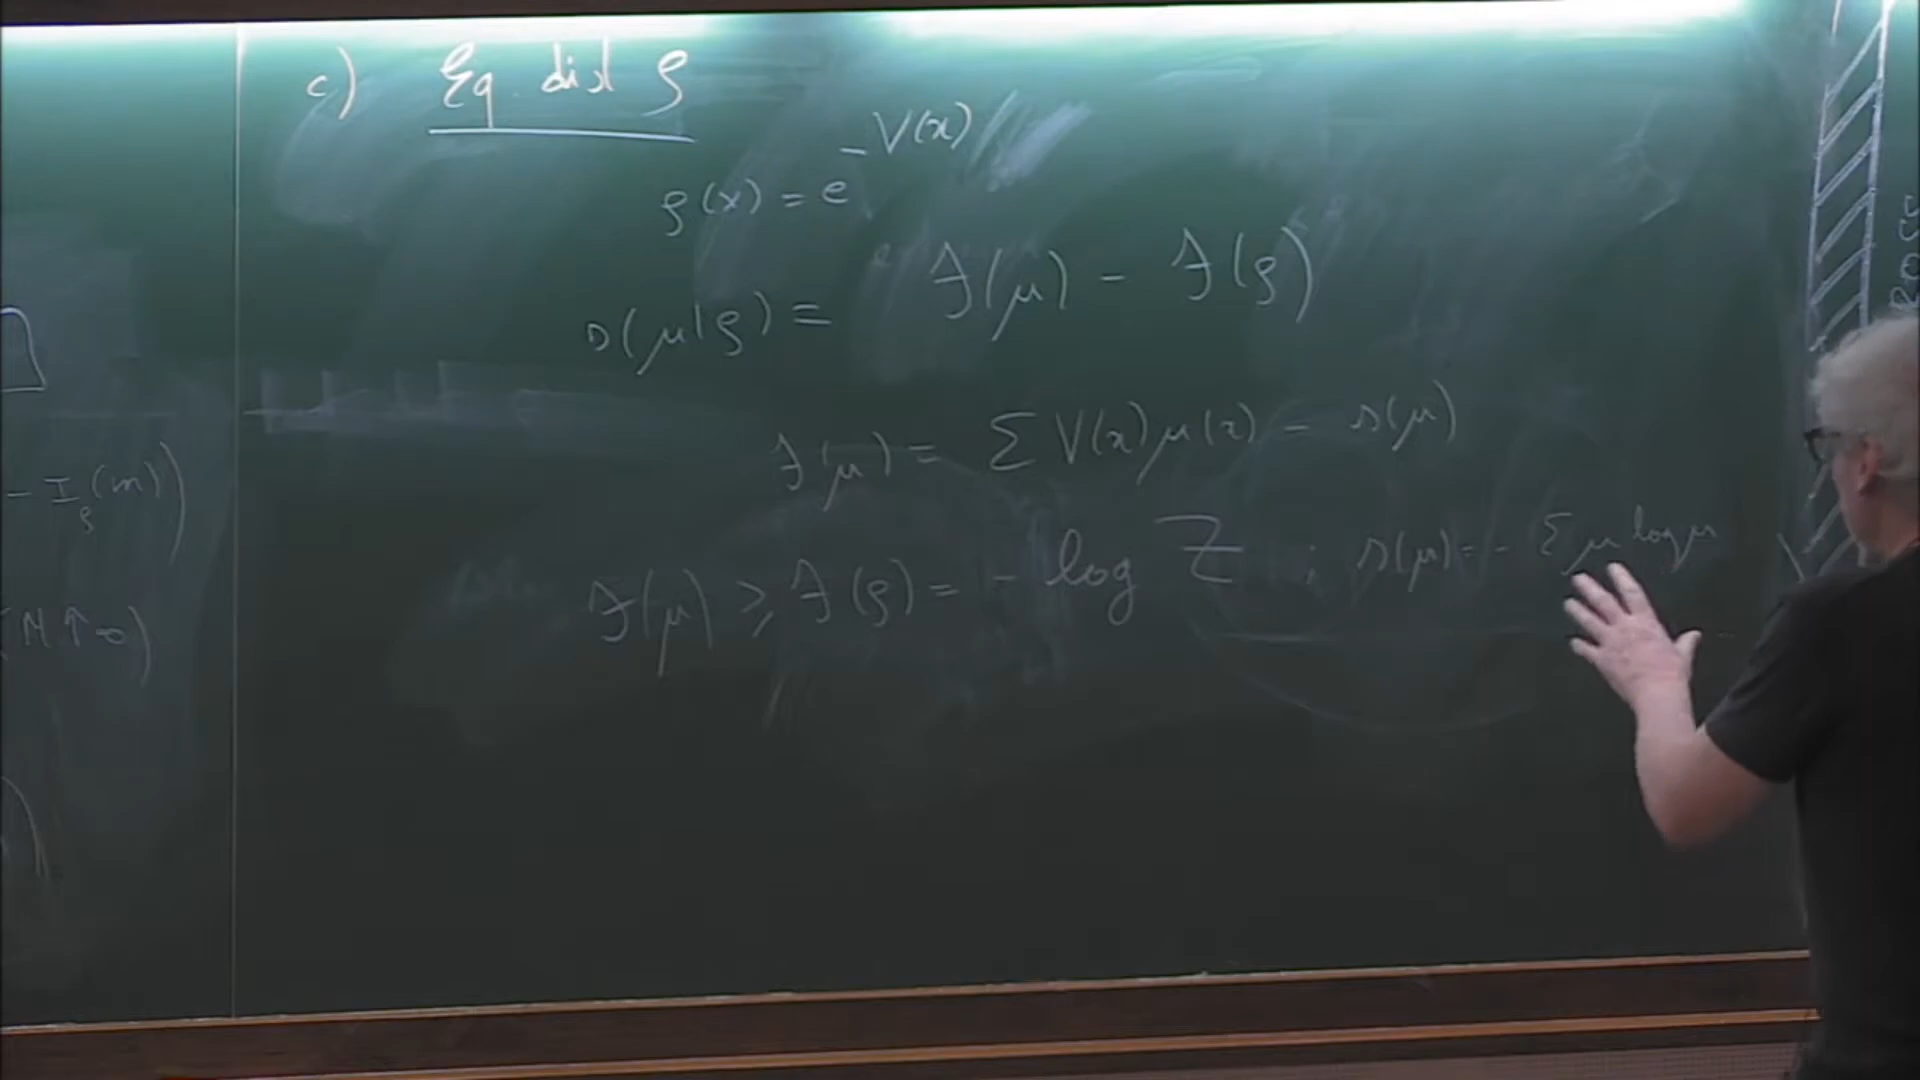 c) Eq. dist ρ
ρ(x) = e^{-V(x)}
s(μ|ρ) = F(μ) - F(ρ)
F(μ) = Σ V(x) μ(x) - s(μ)
F(μ) ≥ F(ρ) = - log Z ; s(μ) = - Σ μ log μ
- I_ρ(m))
(N ↑ ∞)